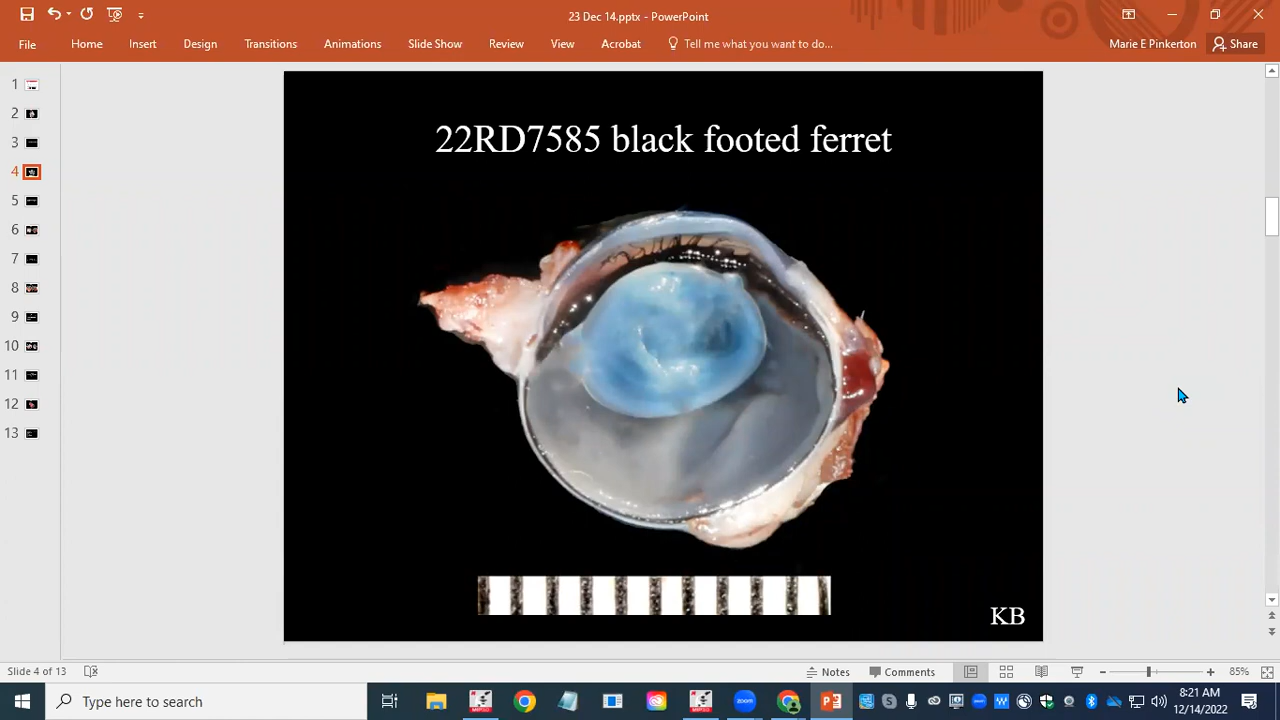 23 Dec 14.pptx - PowerPoint
File Home Insert Design Transitions Animations Slide Show Review View Acrobat Tell me what you want to do... Marie E Pinkerton Share
1
2
3
4
5
6
7
8
9
10
11
12
13
22RD7585 black footed ferret
KB
Slide 4 of 13 Notes Comments 85%
Type here to search
zoom
8:21 AM
12/14/2022